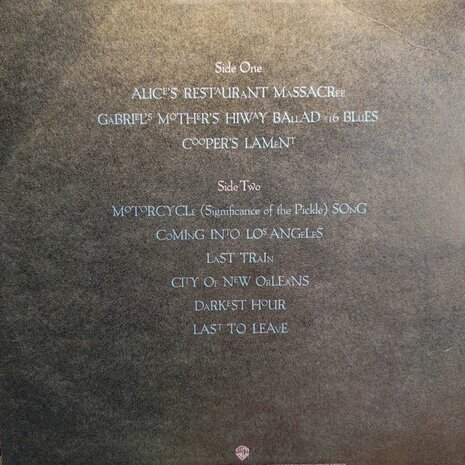 Side One
ALICE'S RESTAURANT MASSACREE
GABRIEL'S MOTHER'S HIWAY BALLAD #16 BLUES
COOPER'S LAMENT
Side Two
MOTORCYCLE (Significance of the Pickle) SONG
COMING INTO LOS ANGELES
LAST TRAIN
CITY OF NEW ORLEANS
DARKEST HOUR
LAST TO LEAVE